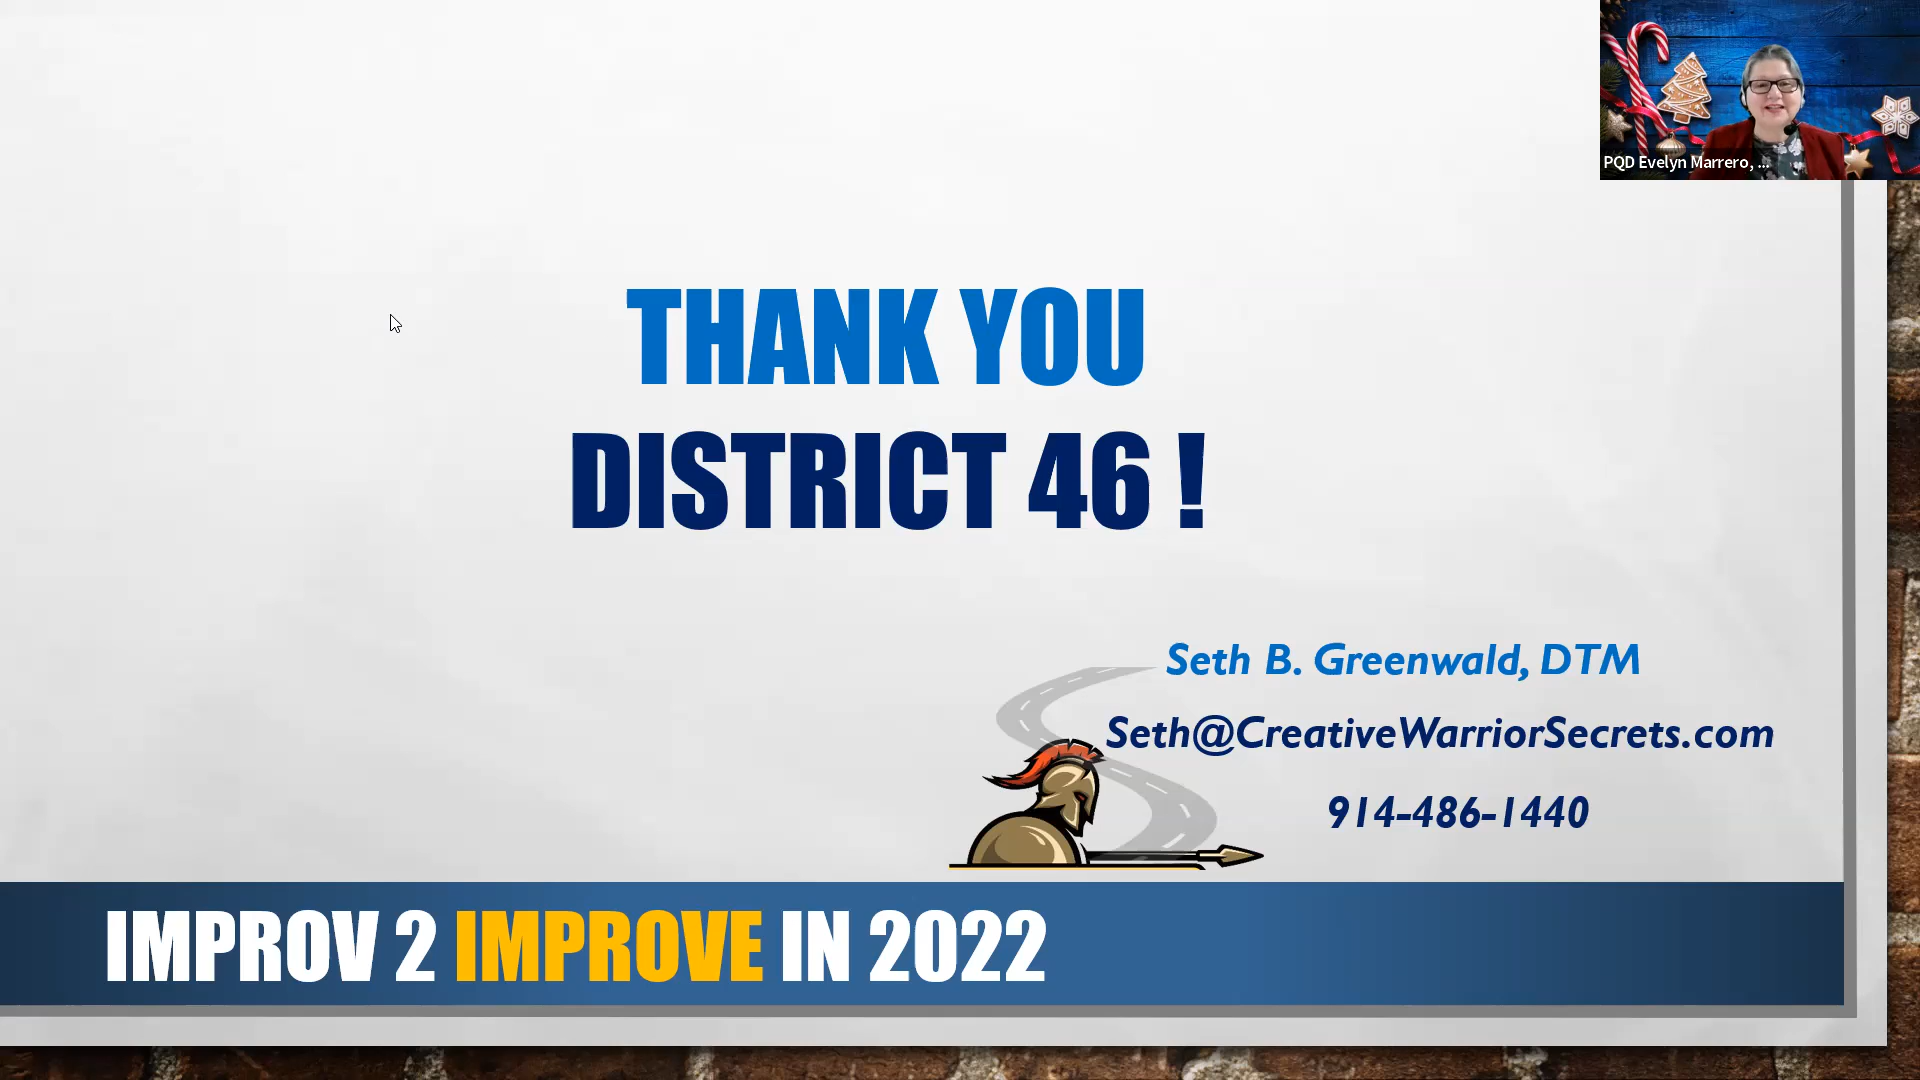 PQD Evelyn Marrero, ...
THANK YOU
DISTRICT 46 !
Seth B. Greenwald, DTM
Seth@CreativeWarriorSecrets.com
914-486-1440
IMPROV 2 IMPROVE IN 2022